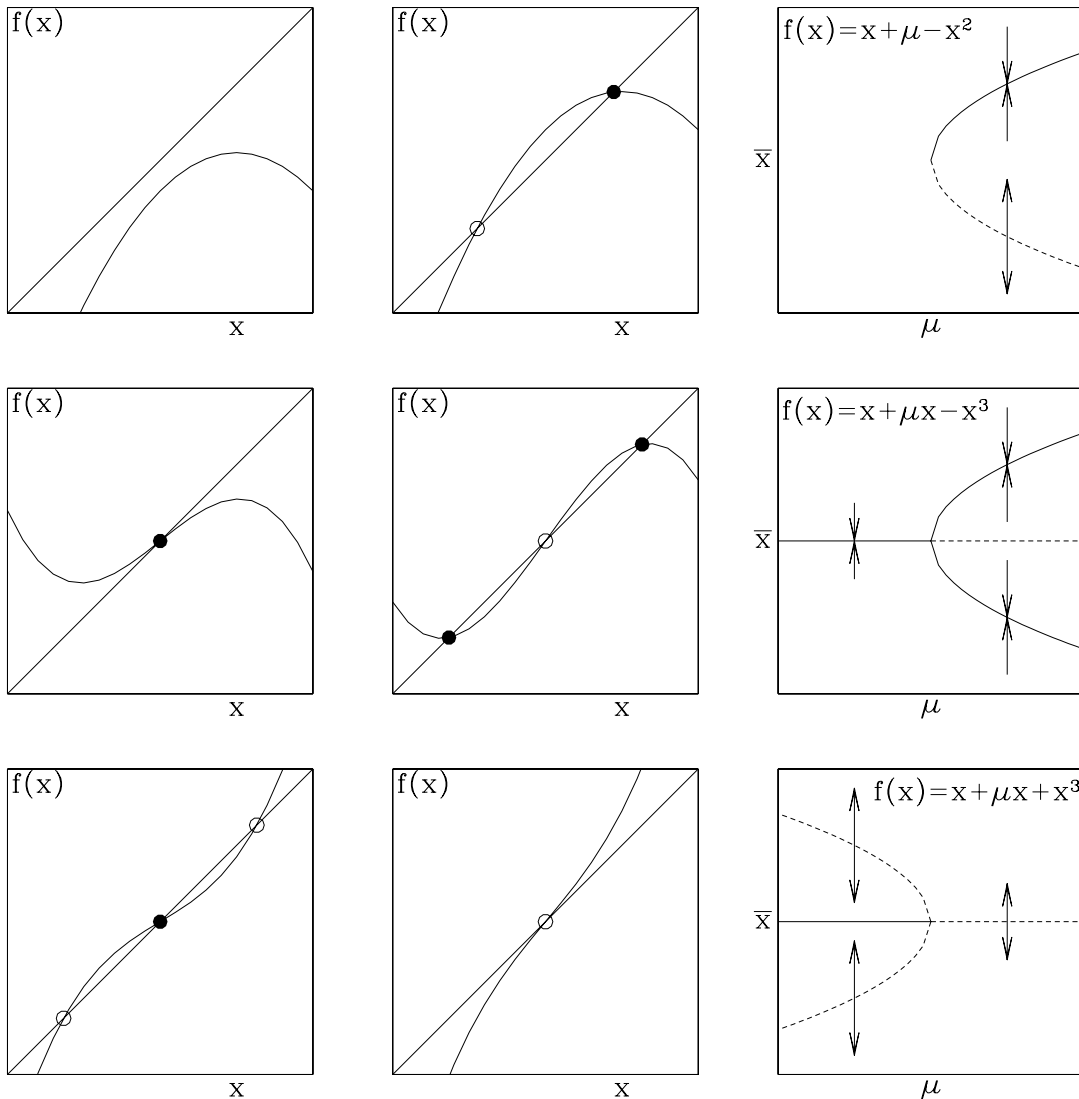 f(x)
x
f(x)
x
f(x)=x+μ−x²
x̄
μ
f(x)
x
f(x)
x
f(x)=x+μx−x³
x̄
μ
f(x)
x
f(x)
x
f(x)=x+μx+x³
x̄
μ